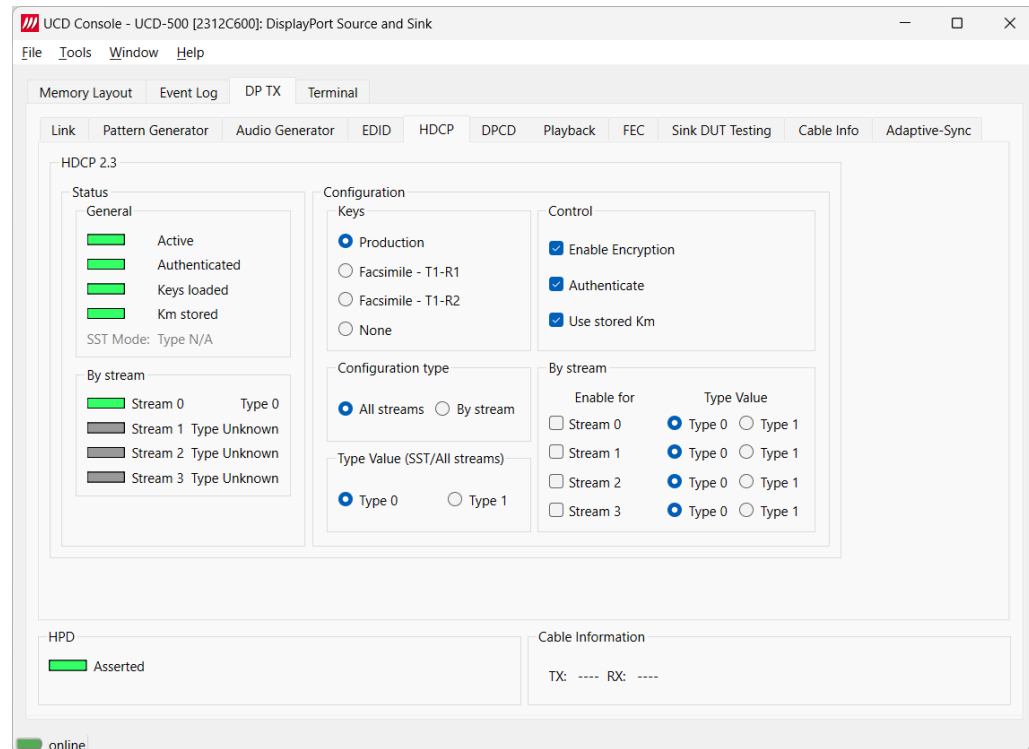 UCD Console - UCD-500 [2312C600]: DisplayPort Source and Sink
File Tools Window Help
Memory Layout Event Log DP TX Terminal
Link Pattern Generator Audio Generator EDID HDCP DPCD Playback FEC Sink DUT Testing Cable Info Adaptive-Sync
HDCP 2.3
Status
General
Active
Authenticated
Keys loaded
Km stored
SST Mode: Type N/A
By stream
Stream 0 Type 0
Stream 1 Type Unknown
Stream 2 Type Unknown
Stream 3 Type Unknown
Configuration
Keys
Production
Facsimile - T1-R1
Facsimile - T1-R2
None
Control
Enable Encryption
Authenticate
Use stored Km
Configuration type
All streams By stream
Type Value (SST/All streams)
Type 0 Type 1
By stream
Enable for Type Value
Stream 0 Type 0 Type 1
Stream 1 Type 0 Type 1
Stream 2 Type 0 Type 1
Stream 3 Type 0 Type 1
HPD
Asserted
Cable Information
TX: ---- RX: ----
online